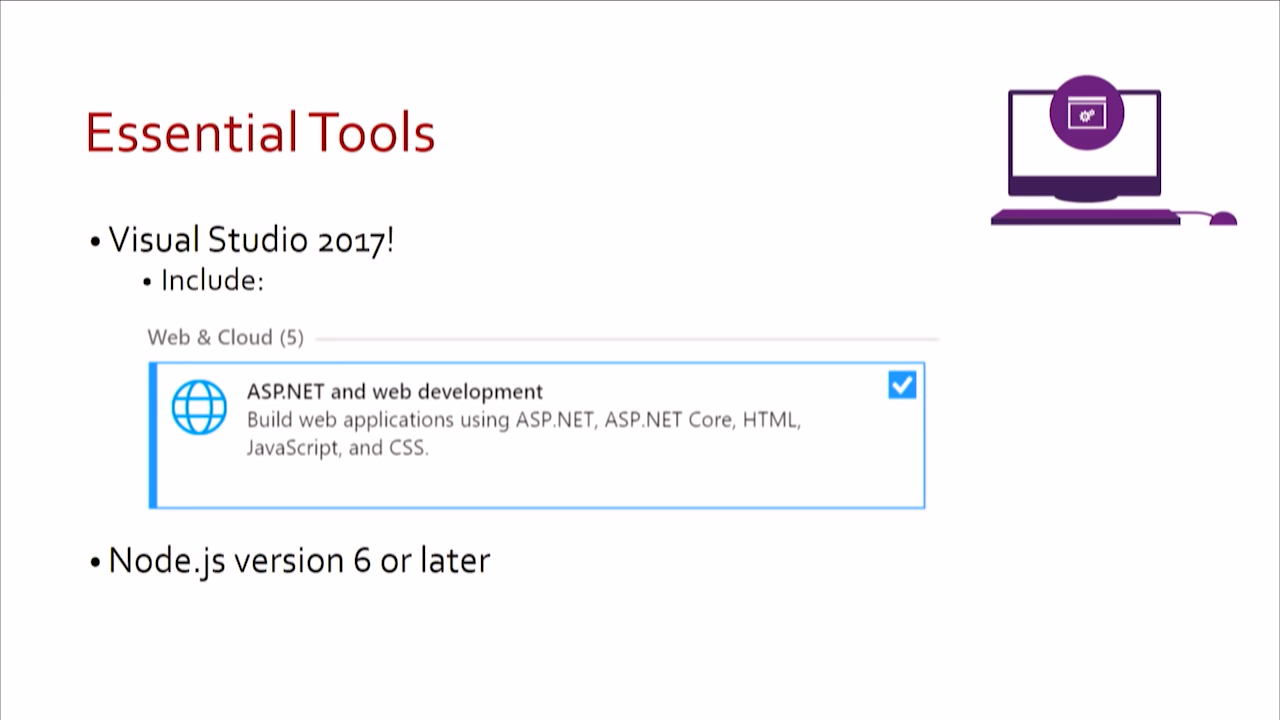 Essential Tools
• Visual Studio 2017!
• Include:
Web & Cloud (5)
ASP.NET and web development
Build web applications using ASP.NET, ASP.NET Core, HTML,
JavaScript, and CSS.
• Node.js version 6 or later